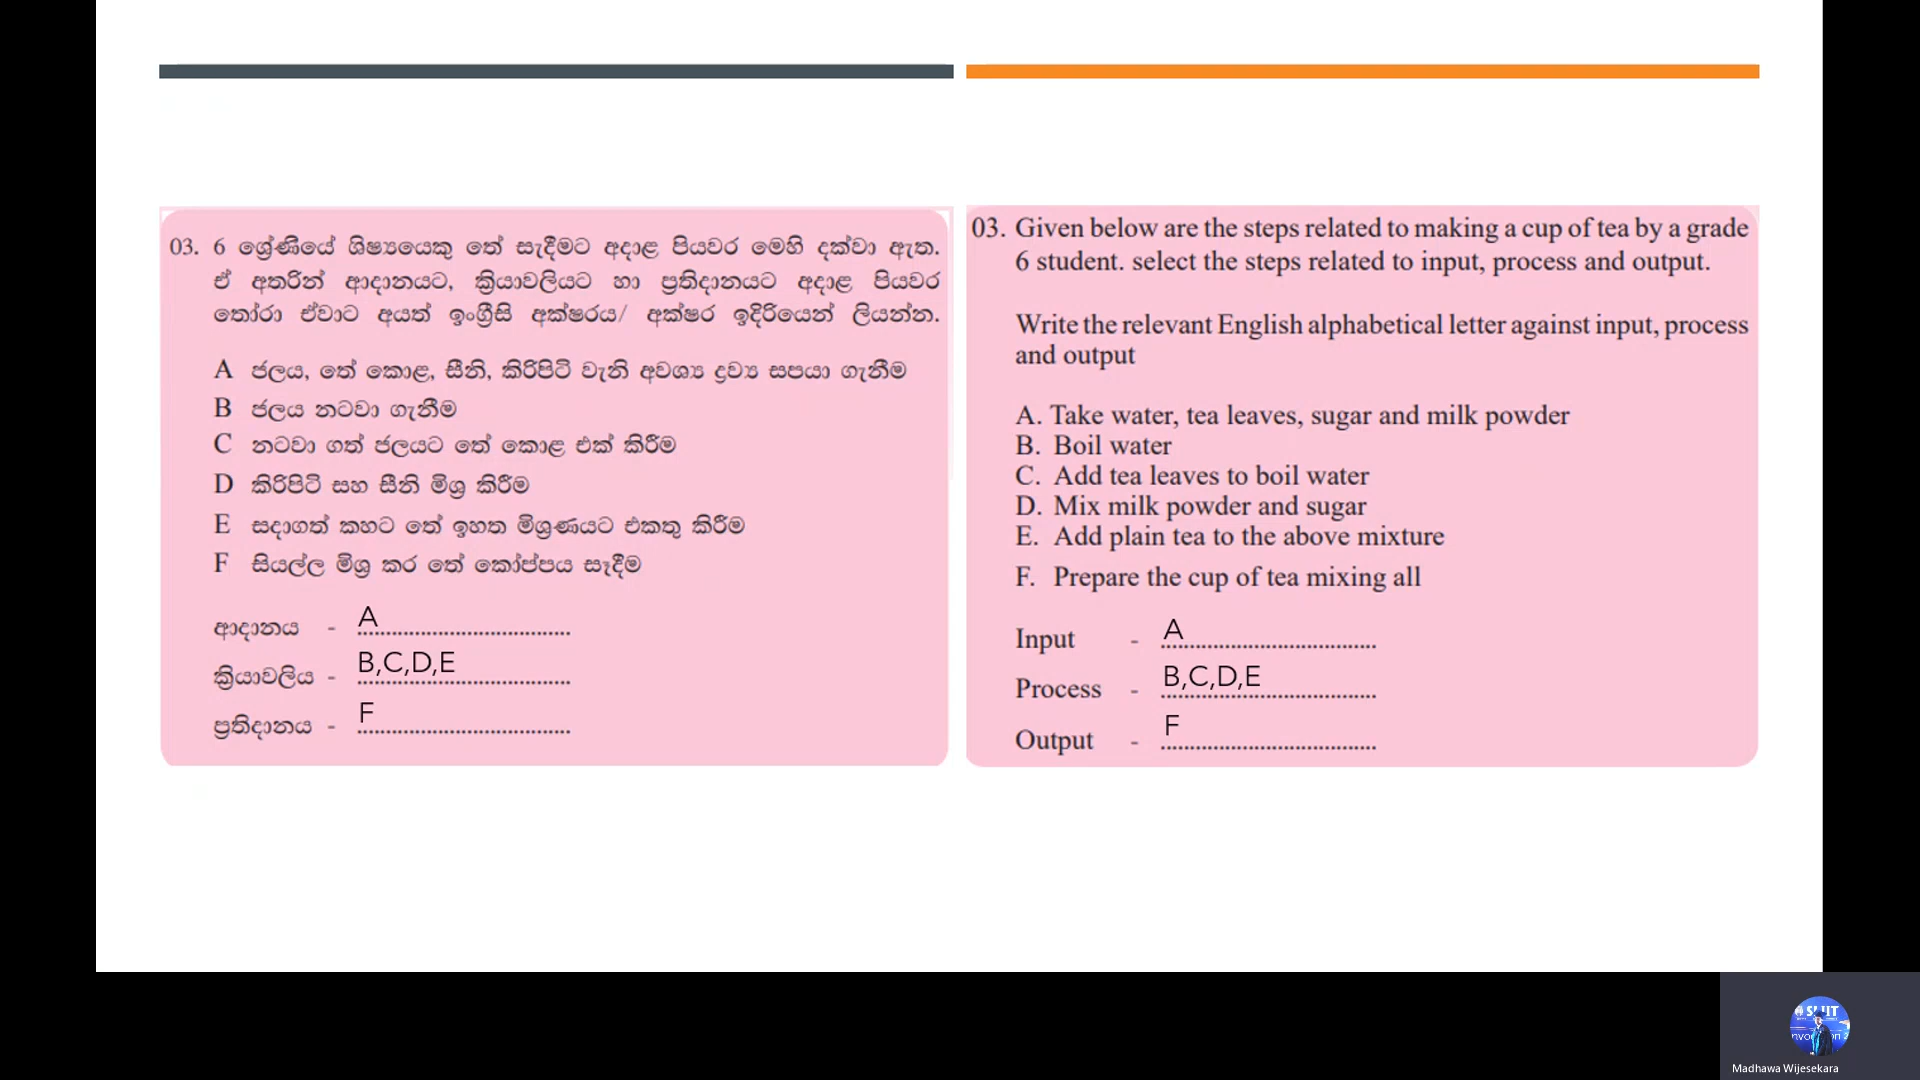 03. 6 ශ්‍රේණියේ ශිෂ්‍යයෙකු තේ සැදීමට අදාළ පියවර මෙහි දක්වා ඇත.
ඒ අතරින් ආදානයට, ක්‍රියාවලියට හා ප්‍රතිදානයට අදාළ පියවර
තෝරා ඒවාට අයත් ඉංග්‍රීසි අක්ෂරය/ අක්ෂර ඉදිරියෙන් ලියන්න.
A ජලය, තේ කොළ, සීනි, කිරිපිටි වැනි අවශ්‍ය ද්‍රව්‍ය සපයා ගැනීම
B ජලය නටවා ගැනීම
C නටවා ගත් ජලයට තේ කොළ එක් කිරීම
D කිරිපිටි සහ සීනි මිශ්‍ර කිරීම
E සදාගත් කහට තේ ඉහත මිශ්‍රණයට එකතු කිරීම
F සියල්ල මිශ්‍ර කර තේ කෝප්පය සෑදීම
ආදානය - A
ක්‍රියාවලිය - B,C,D,E
ප්‍රතිදානය - F
03. Given below are the steps related to making a cup of tea by a grade
6 student. select the steps related to input, process and output.
Write the relevant English alphabetical letter against input, process
and output
A. Take water, tea leaves, sugar and milk powder
B. Boil water
C. Add tea leaves to boil water
D. Mix milk powder and sugar
E. Add plain tea to the above mixture
F. Prepare the cup of tea mixing all
Input - A
Process - B,C,D,E
Output - F
Madhawa Wijesekara